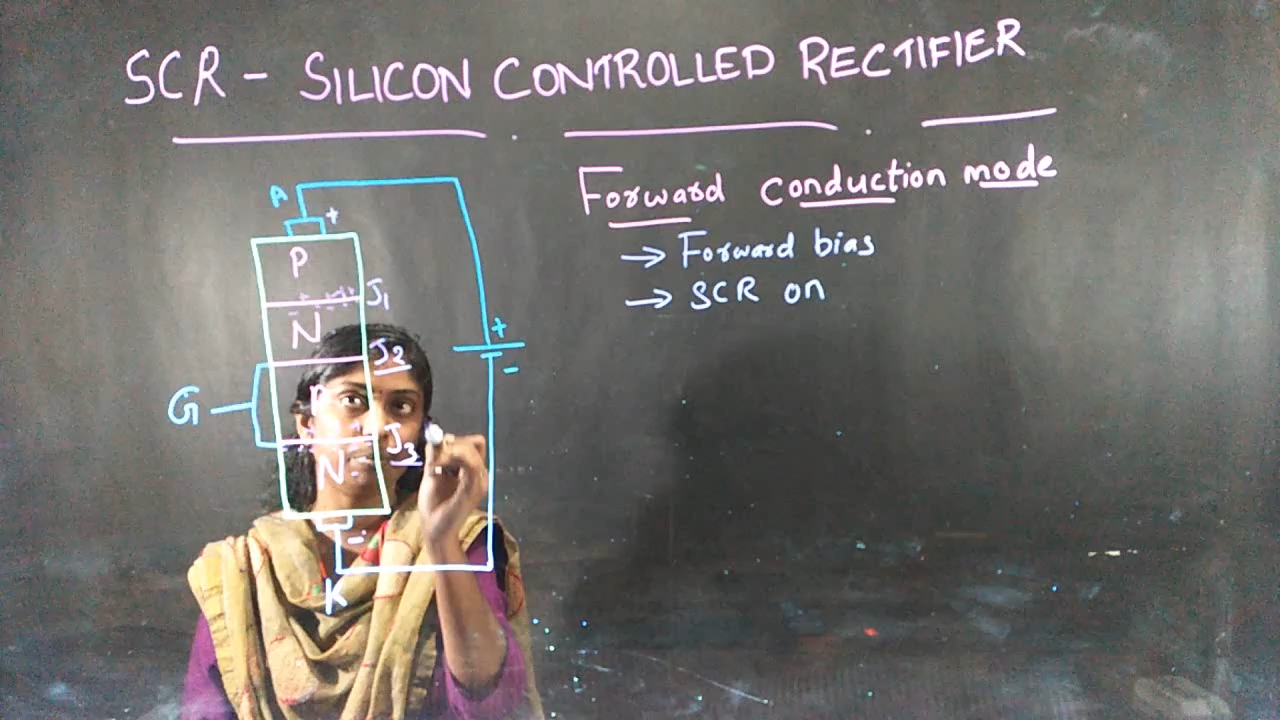 SCR - SILICON CONTROLLED RECTIFIER
Forward conduction mode
→ Forward bias
→ SCR on
A
+
P
J1
N
J2
+
-
G
P
J3
N
-
K